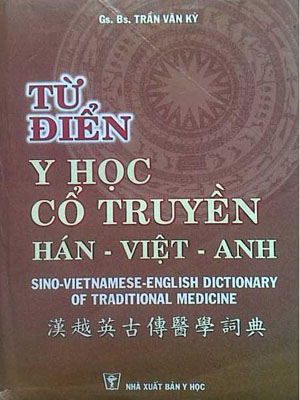 Gs. Bs. TRẦN VĂN KỲ
TỪ
ĐIỂN
Y HỌC
CỔ TRUYỀN
HÁN - VIỆT - ANH
SINO-VIETNAMESE-ENGLISH DICTIONARY
OF TRADITIONAL MEDICINE
漢越英古傳醫學詞典
NHÀ XUẤT BẢN Y HỌC